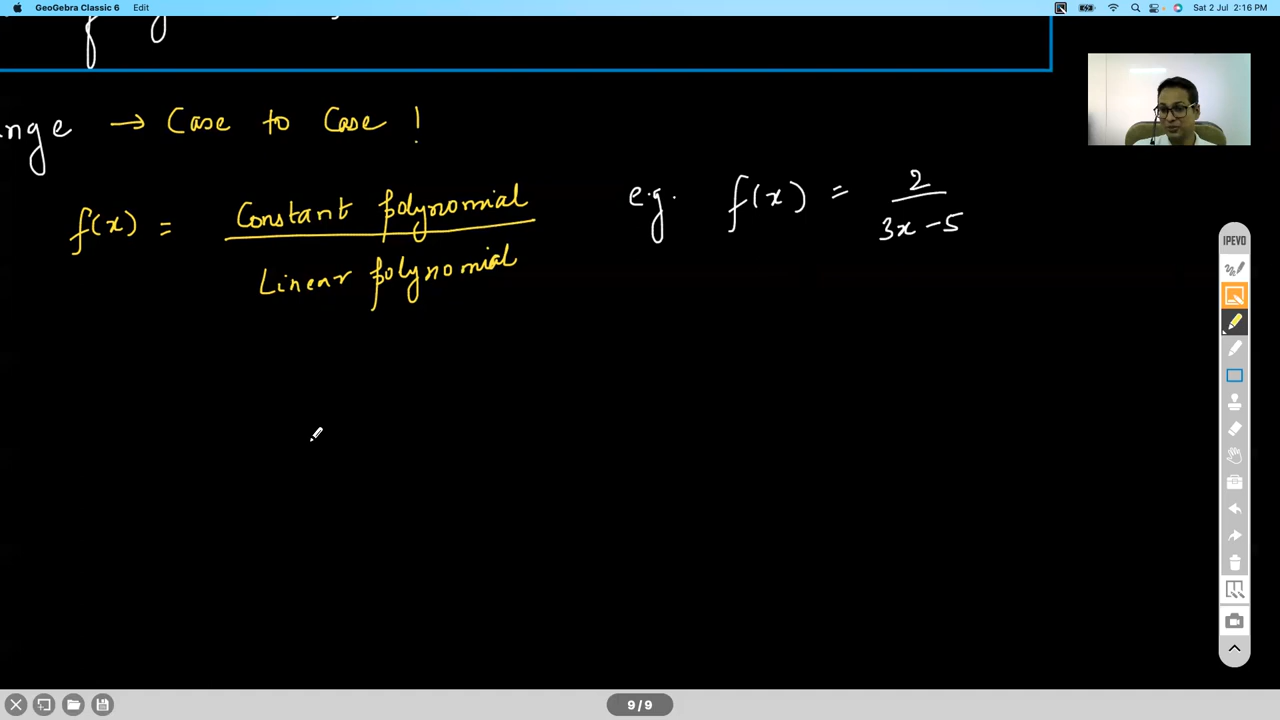 GeoGebra Classic 6 Edit Sat 2 Jul 2:16 PM
nge → Case to Case !
f(x) = Constant polynomial / Linear polynomial
e.g. f(x) = 2 / 3x - 5
IPEVO
9 / 9